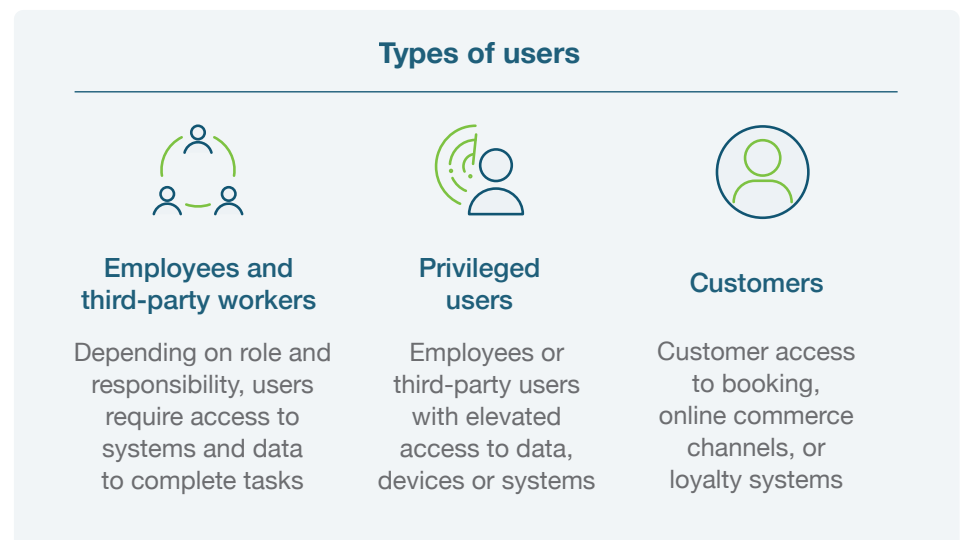 Types of users
Employees and
third-party workers
Depending on role and
responsibility, users
require access to
systems and data
to complete tasks
Privileged
users
Employees or
third-party users
with elevated
access to data,
devices or systems
Customers
Customer access
to booking,
online commerce
channels, or
loyalty systems